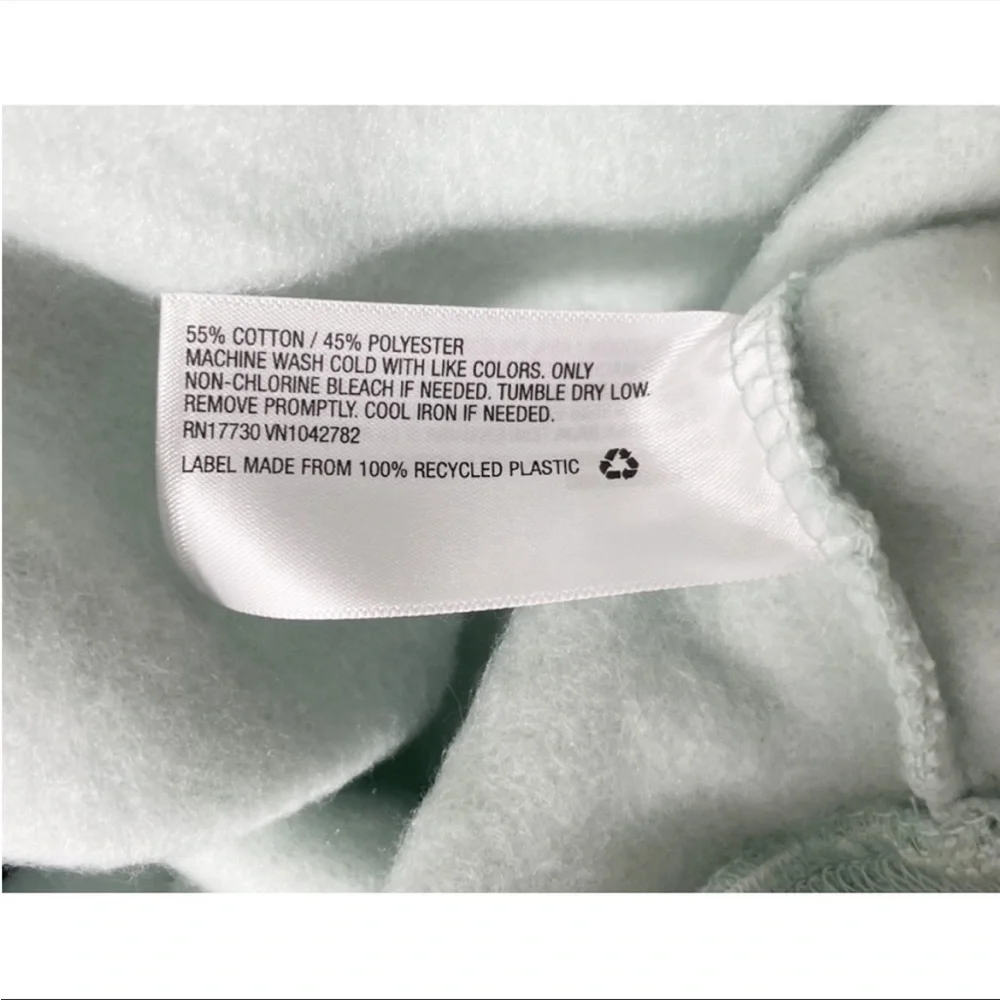 55% COTTON / 45% POLYESTER
MACHINE WASH COLD WITH LIKE COLORS. ONLY
NON-CHLORINE BLEACH IF NEEDED. TUMBLE DRY LOW.
REMOVE PROMPTLY. COOL IRON IF NEEDED.
RN17730 VN1042782
LABEL MADE FROM 100% RECYCLED PLASTIC